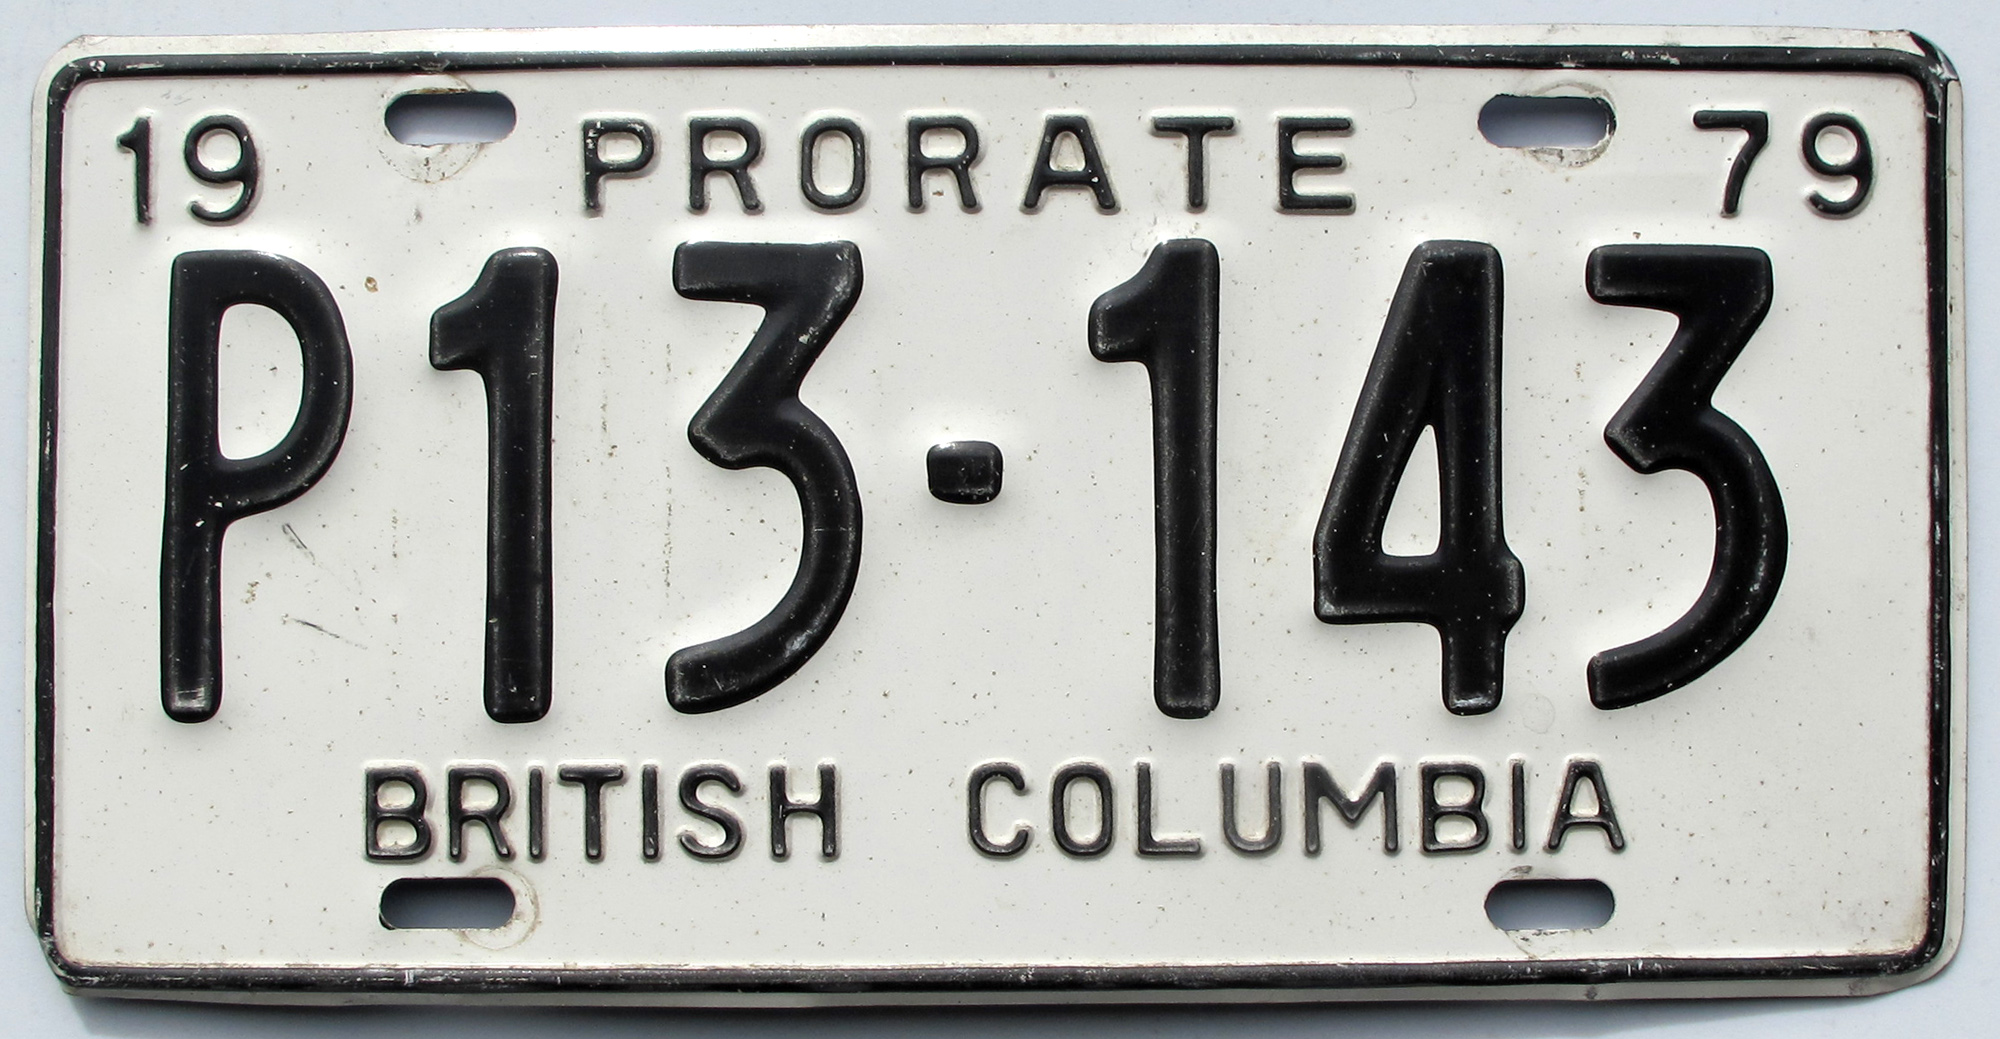 19 PRORATE 79
P13-143
BRITISH COLUMBIA